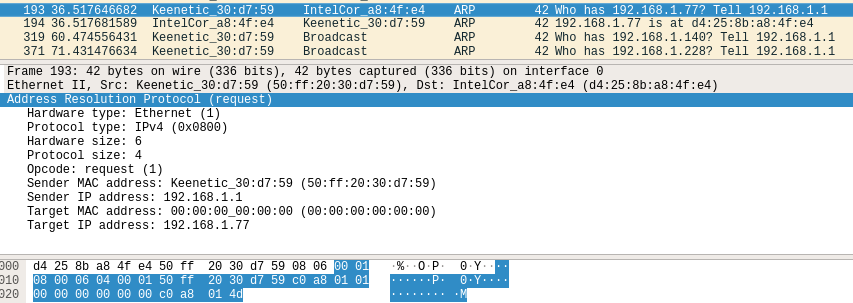 193 36.517646682 Keenetic_30:d7:59 IntelCor_a8:4f:e4 ARP 42 Who has 192.168.1.77? Tell 192.168.1.1
194 36.517681589 IntelCor_a8:4f:e4 Keenetic_30:d7:59 ARP 42 192.168.1.77 is at d4:25:8b:a8:4f:e4
319 60.474556431 Keenetic_30:d7:59 Broadcast ARP 42 Who has 192.168.1.140? Tell 192.168.1.1
371 71.431476634 Keenetic_30:d7:59 Broadcast ARP 42 Who has 192.168.1.228? Tell 192.168.1.1
Frame 193: 42 bytes on wire (336 bits), 42 bytes captured (336 bits) on interface 0
Ethernet II, Src: Keenetic_30:d7:59 (50:ff:20:30:d7:59), Dst: IntelCor_a8:4f:e4 (d4:25:8b:a8:4f:e4)
Address Resolution Protocol (request)
Hardware type: Ethernet (1)
Protocol type: IPv4 (0x0800)
Hardware size: 6
Protocol size: 4
Opcode: request (1)
Sender MAC address: Keenetic_30:d7:59 (50:ff:20:30:d7:59)
Sender IP address: 192.168.1.1
Target MAC address: 00:00:00_00:00:00 (00:00:00:00:00:00)
Target IP address: 192.168.1.77
000 d4 25 8b a8 4f e4 50 ff 20 30 d7 59 08 06 00 01 ·%··O·P· 0·Y····
010 08 00 06 04 00 01 50 ff 20 30 d7 59 c0 a8 01 01 ······P· 0·Y····
020 00 00 00 00 00 00 c0 a8 01 4d ········ ·M